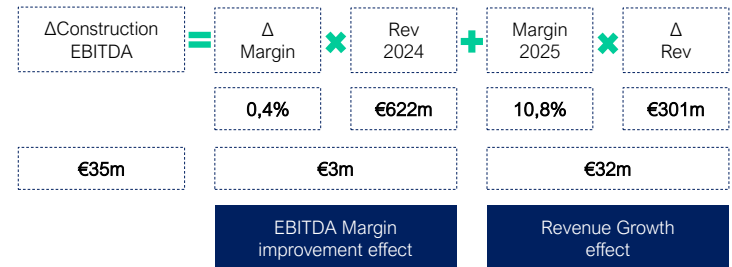 ΔConstruction
EBITDA
=
Δ
Margin
×
Rev
2024
+
Margin
2025
×
Δ
Rev
0,4%
€622m
10,8%
€301m
€35m
€3m
€32m
EBITDA Margin
improvement effect
Revenue Growth
effect